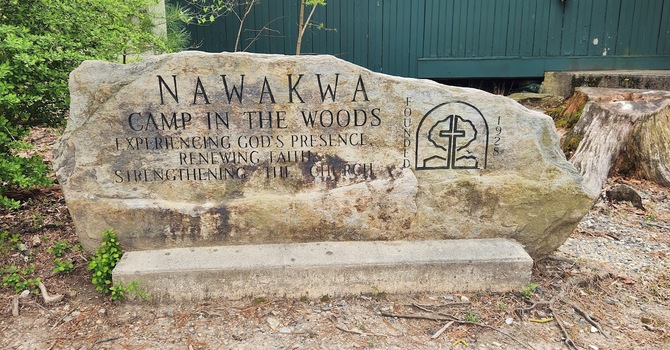 NAWAKWA
CAMP IN THE WOODS
EXPERIENCING GOD'S PRESENCE,
RENEWING FAITH,
STRENGTHENING THE CHURCH
FOUNDED
1928